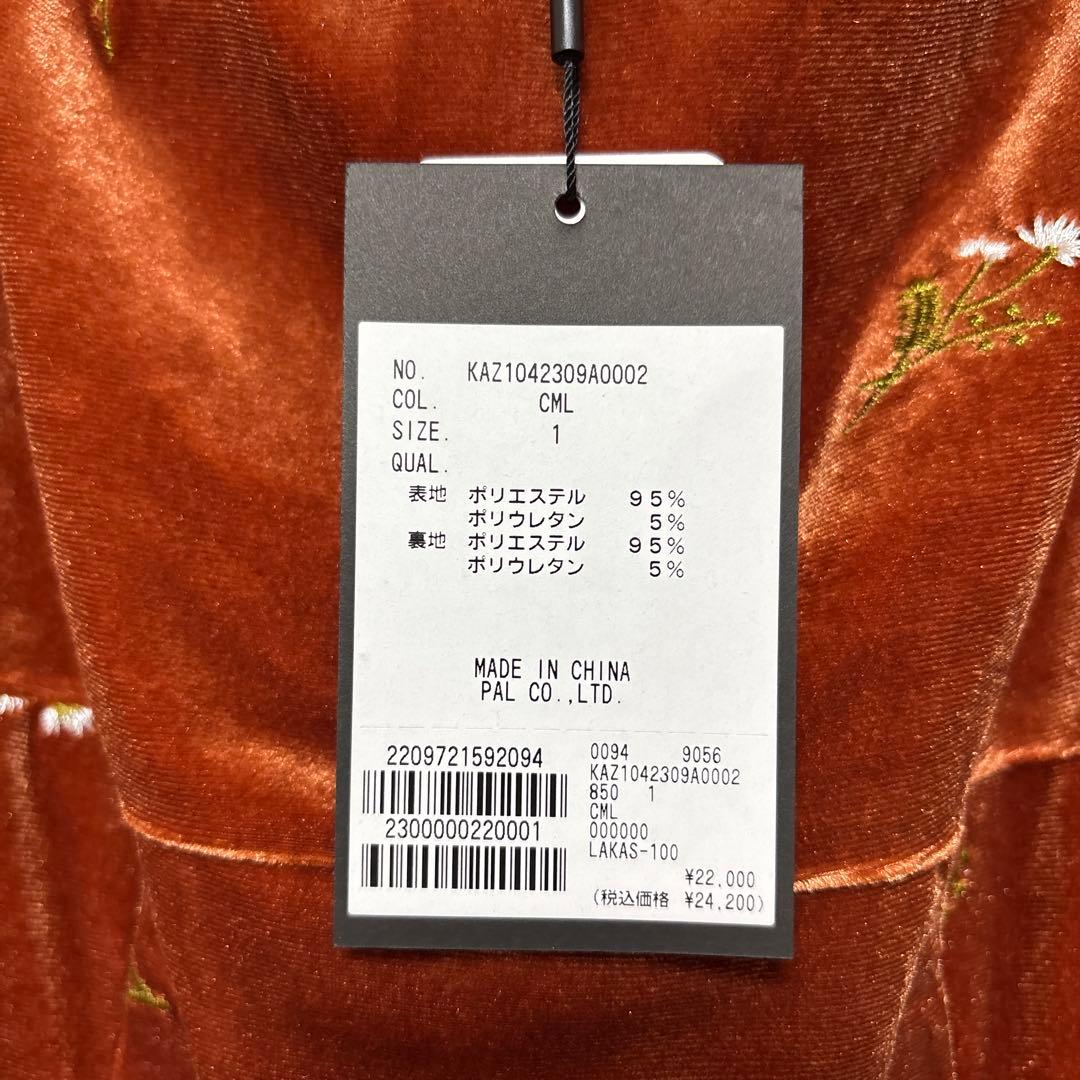 NO. KAZ1042309A0002
COL. CML
SIZE. 1
QUAL.
表地 ポリエステル 95%
ポリウレタン 5%
裏地 ポリエステル 95%
ポリウレタン 5%
MADE IN CHINA
PAL CO.,LTD.
2209721592094
2300000220001
0094 9056
KAZ1042309A0002
850 1
CML
000000
LAKAS-100
¥22,000
(税込価格 ¥24,200)